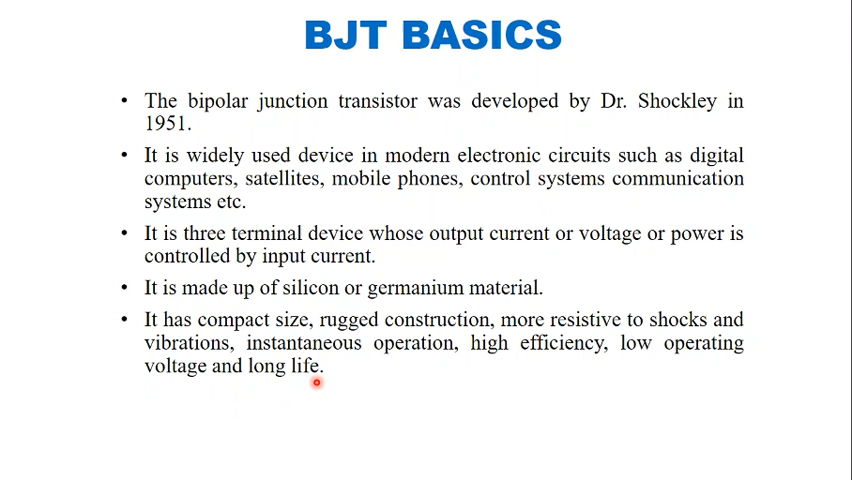 BJT BASICS
• The bipolar junction transistor was developed by Dr. Shockley in
1951.
• It is widely used device in modern electronic circuits such as digital
computers, satellites, mobile phones, control systems communication
systems etc.
• It is three terminal device whose output current or voltage or power is
controlled by input current.
• It is made up of silicon or germanium material.
• It has compact size, rugged construction, more resistive to shocks and
vibrations, instantaneous operation, high efficiency, low operating
voltage and long life.